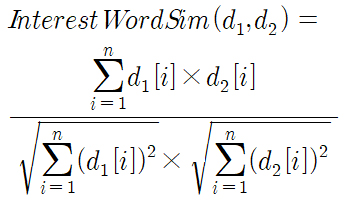 Interest WordSim(d₁,d₂) =
n
∑ d₁[i] × d₂[i]
i = 1
n n
√∑(d₁[i])² × √∑(d₂[i])²
i = 1 i = 1